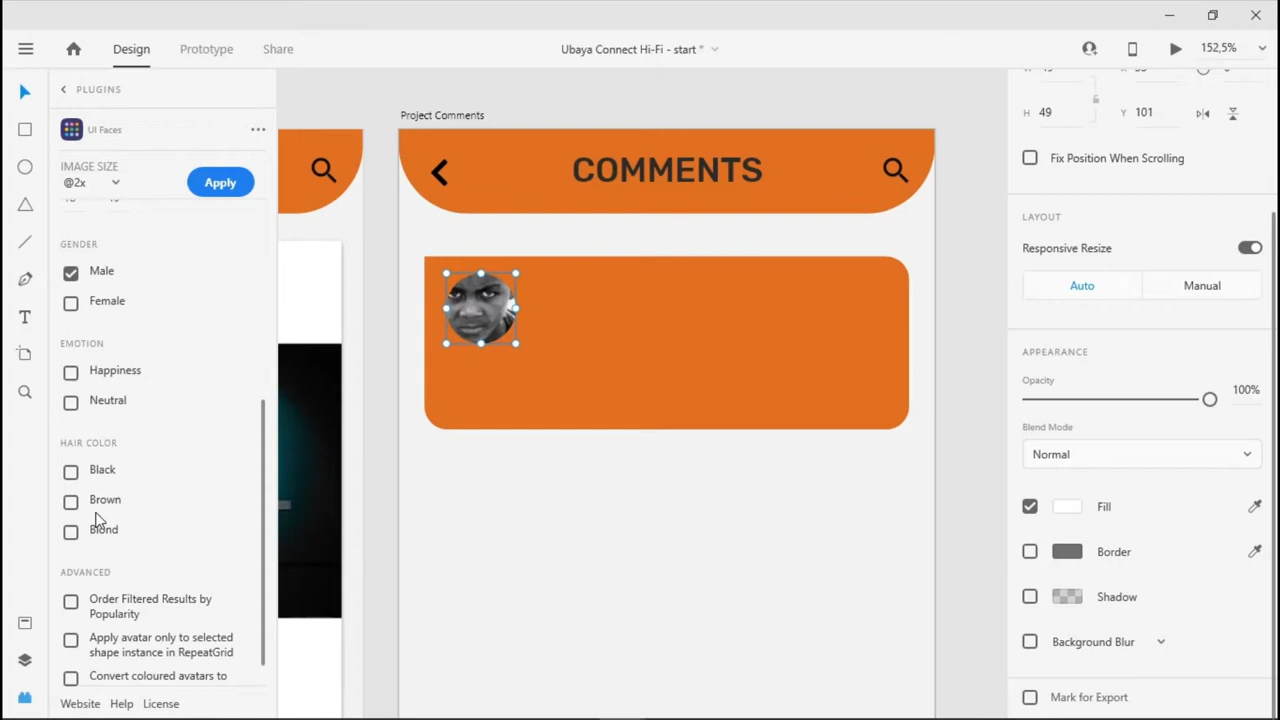 Design
Prototype
Share
Ubaya Connect Hi-Fi - start *
152,5%
PLUGINS
UI Faces
IMAGE SIZE
@2x
Apply
GENDER
Male
Female
EMOTION
Happiness
Neutral
HAIR COLOR
Black
Brown
Blond
ADVANCED
Order Filtered Results by
Popularity
Apply avatar only to selected
shape instance in RepeatGrid
Convert coloured avatars to
Website
Help
License
Project Comments
COMMENTS
H
49
Y
101
Fix Position When Scrolling
LAYOUT
Responsive Resize
Auto
Manual
APPEARANCE
Opacity
100%
Blend Mode
Normal
Fill
Border
Shadow
Background Blur
Mark for Export